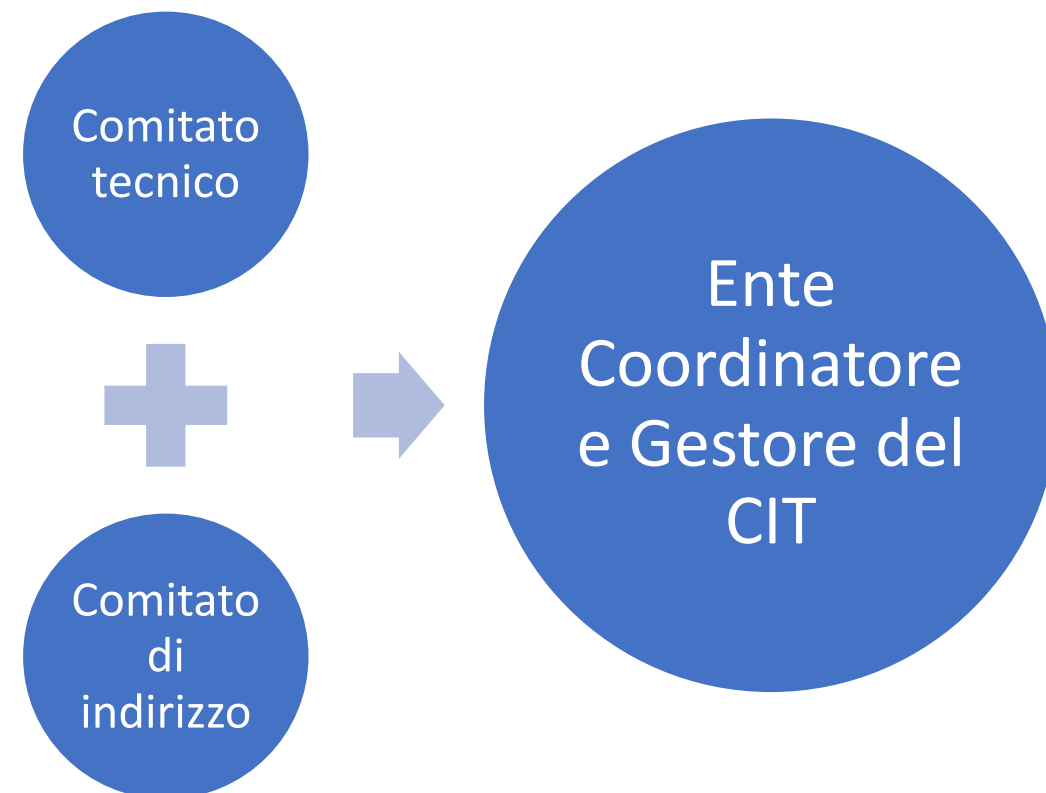 Comitato
tecnico
Comitato
di
indirizzo
Ente
Coordinatore
e Gestore del
CIT